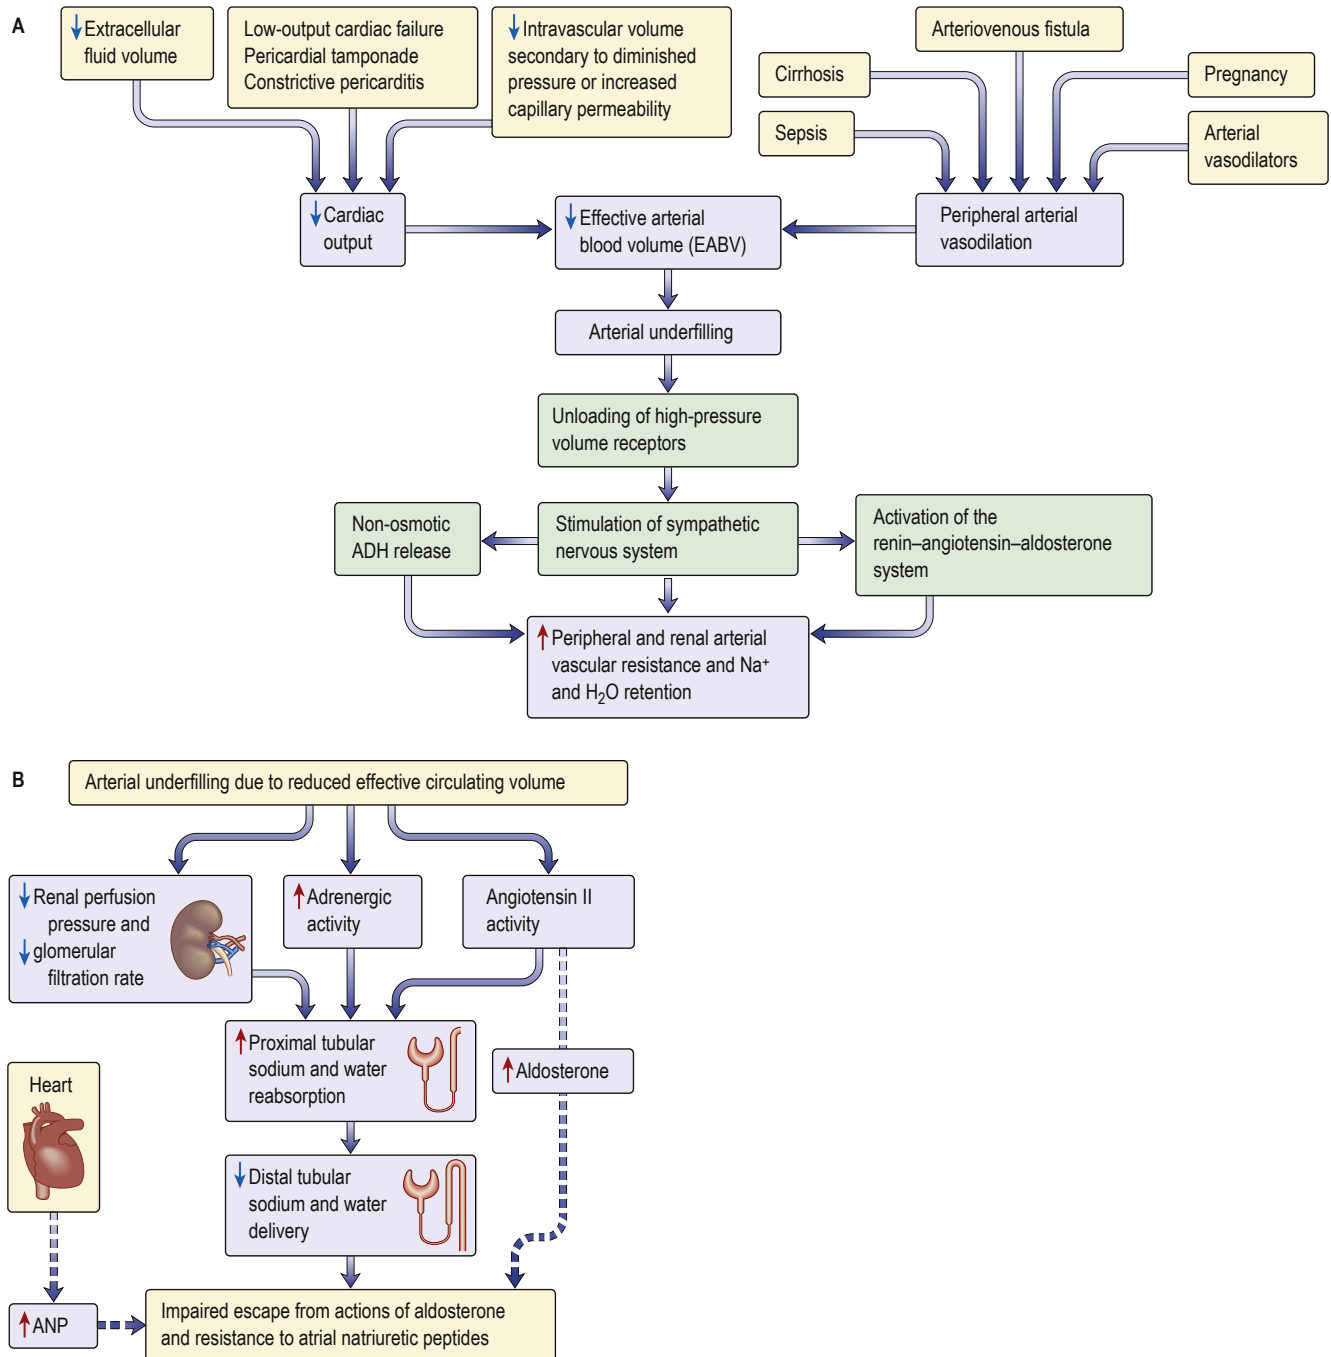 A
↓ Extracellular
fluid volume
Low-output cardiac failure
Pericardial tamponade
Constrictive pericarditis
↓ Intravascular volume
secondary to diminished
pressure or increased
capillary permeability
Arteriovenous fistula
Cirrhosis
Pregnancy
Sepsis
Arterial
vasodilators
↓ Cardiac
output
↓ Effective arterial
blood volume (EABV)
Peripheral arterial
vasodilation
Arterial underfilling
Unloading of high-pressure
volume receptors
Non-osmotic
ADH release
Stimulation of sympathetic
nervous system
Activation of the
renin–angiotensin–aldosterone
system
↑ Peripheral and renal arterial
vascular resistance and Na⁺
and H₂O retention
B
Arterial underfilling due to reduced effective circulating volume
↓ Renal perfusion
pressure and
↓ glomerular
filtration rate
↑ Adrenergic
activity
Angiotensin II
activity
↑ Proximal tubular
sodium and water
reabsorption
↑ Aldosterone
Heart
↓ Distal tubular
sodium and water
delivery
↑ ANP
Impaired escape from actions of aldosterone
and resistance to atrial natriuretic peptides